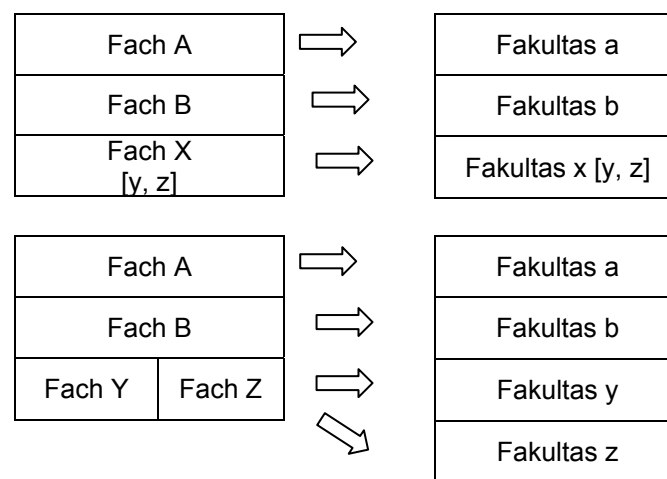 Fach A
Fakultas a
Fach B
Fakultas b
Fach X
[y, z]
Fakultas x [y, z]
Fach A
Fakultas a
Fach B
Fakultas b
Fach Y
Fach Z
Fakultas y
Fakultas z